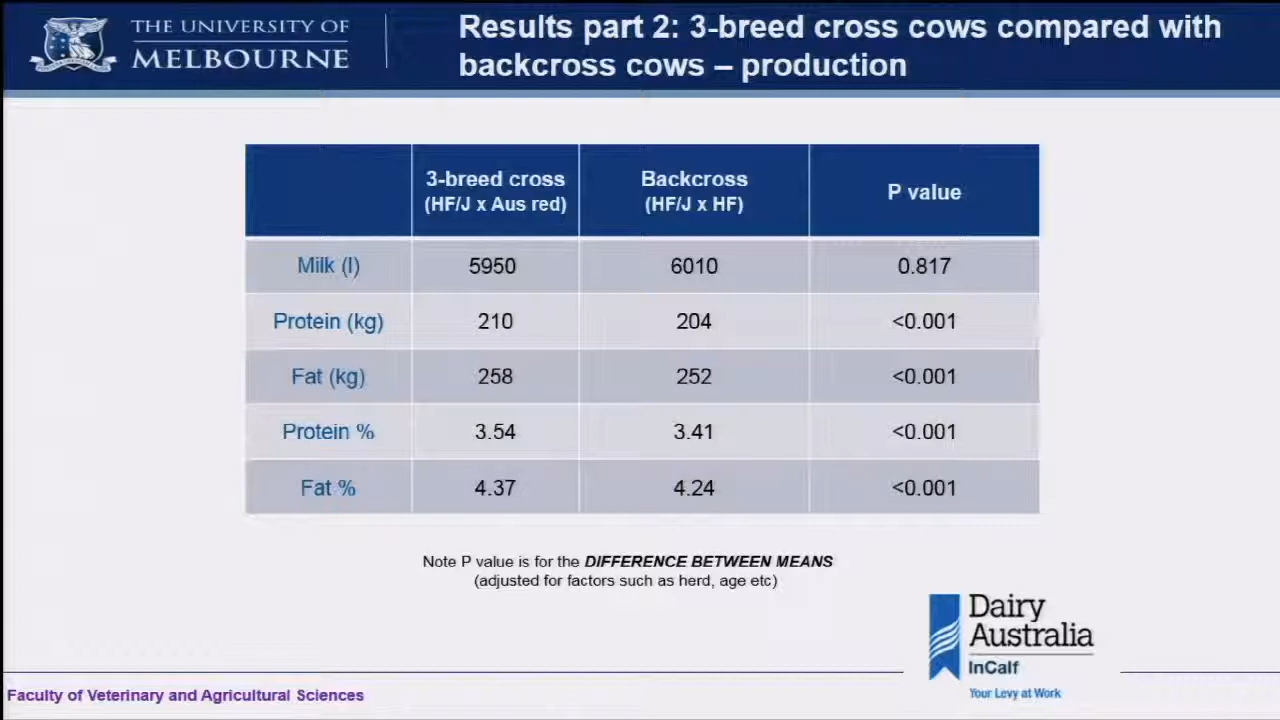 THE UNIVERSITY OF
MELBOURNE
Results part 2: 3-breed cross cows compared with
backcross cows – production
3-breed cross
(HF/J x Aus red)
Backcross
(HF/J x HF)
P value
Milk (l) 5950 6010 0.817
Protein (kg) 210 204 <0.001
Fat (kg) 258 252 <0.001
Protein % 3.54 3.41 <0.001
Fat % 4.37 4.24 <0.001
Note P value is for the DIFFERENCE BETWEEN MEANS
(adjusted for factors such as herd, age etc)
Dairy
Australia
InCalf
Your Levy at Work
Faculty of Veterinary and Agricultural Sciences